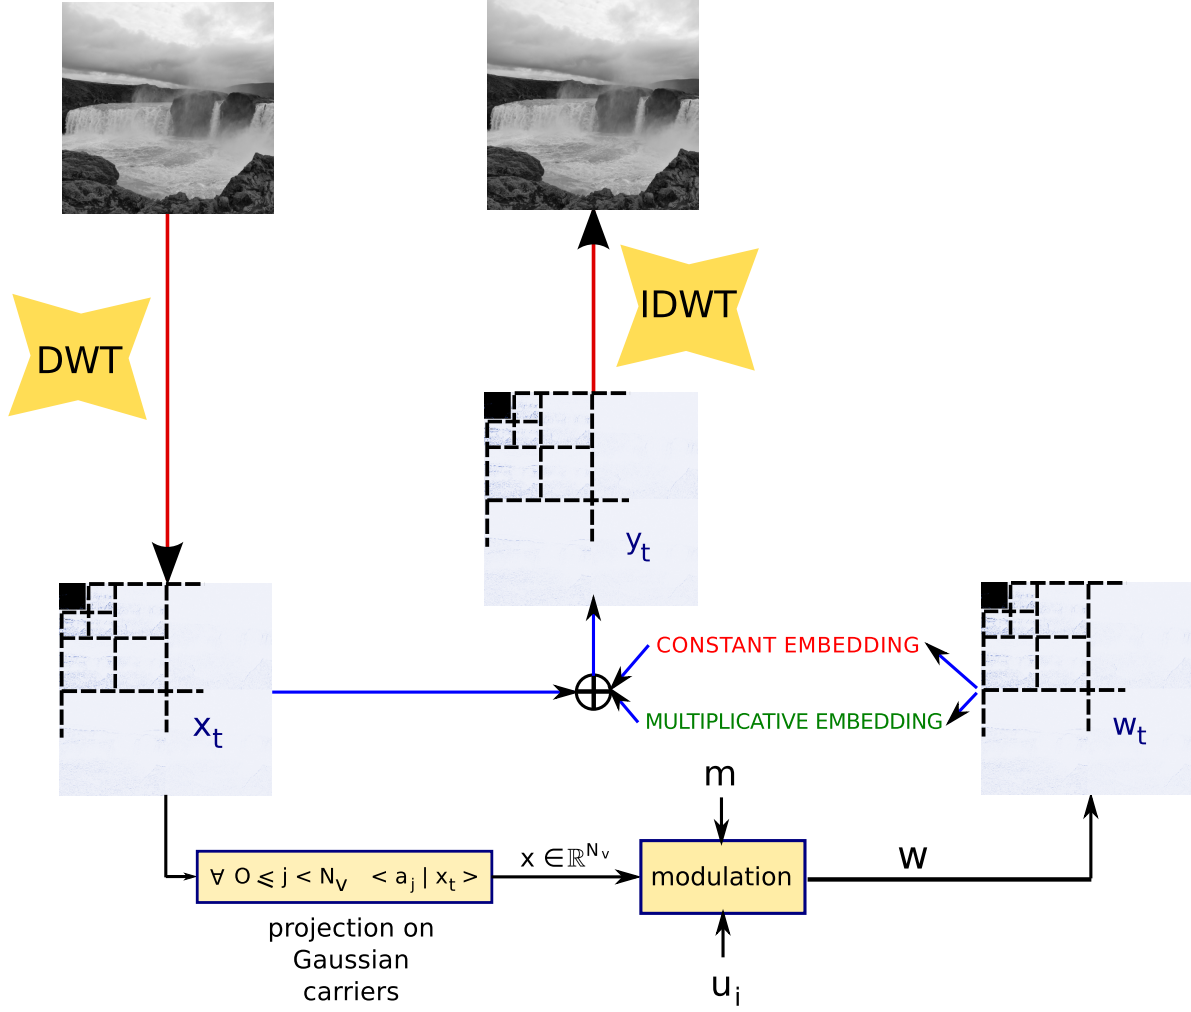 IDWT
DWT
y_t
CONSTANT EMBEDDING
x_t
MULTIPLICATIVE EMBEDDING
w_t
m
∀ O ⩽ j < N_v < a_j | x_t >
x ∈ ℝ^{N_v}
modulation
w
projection on
Gaussian
carriers
u_i